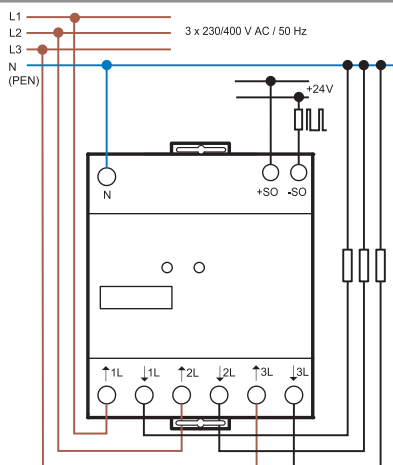 L1
L2 3 x 230/400 V AC / 50 Hz
L3
N
(PEN)
+24V
N +SO -SO
↑1L ↓1L ↑2L ↓2L ↑3L ↓3L